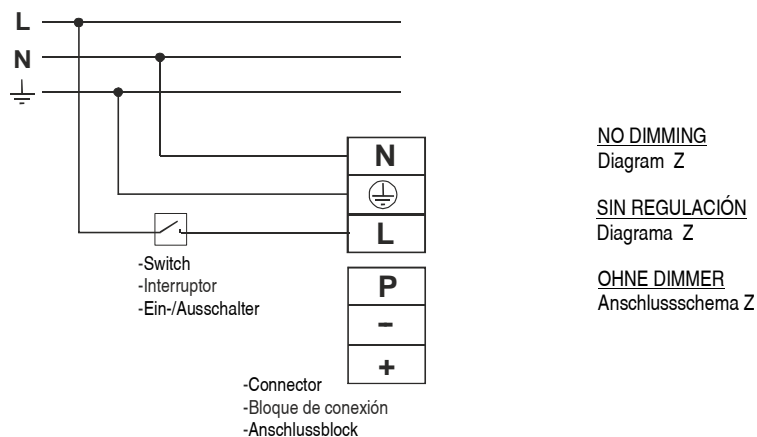 L
N
N
L
-Switch
-Interruptor
-Ein-/Ausschalter
P
-
+
-Connector
-Bloque de conexión
-Anschlussblock
NO DIMMING
Diagram Z
SIN REGULACIÓN
Diagrama Z
OHNE DIMMER
Anschlussschema Z